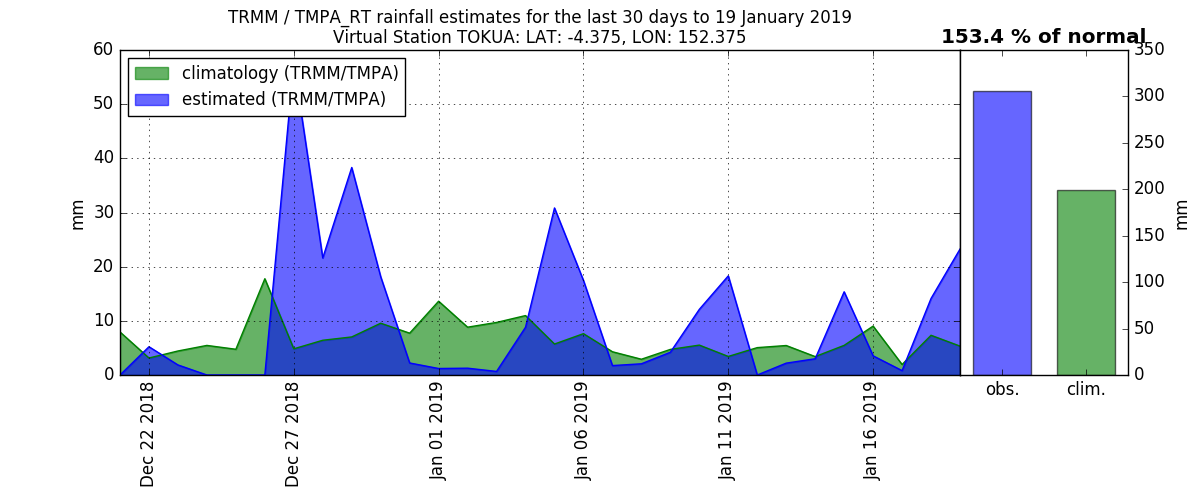 TRMM / TMPA_RT rainfall estimates for the last 30 days to 19 January 2019
Virtual Station TOKUA: LAT: -4.375, LON: 152.375
153.4 % of normal
climatology (TRMM/TMPA)
estimated (TRMM/TMPA)
60
50
40
30
20
10
0
mm
Dec 22 2018
Dec 27 2018
Jan 01 2019
Jan 06 2019
Jan 11 2019
Jan 16 2019
350
300
250
200
150
100
50
0
mm
obs.
clim.